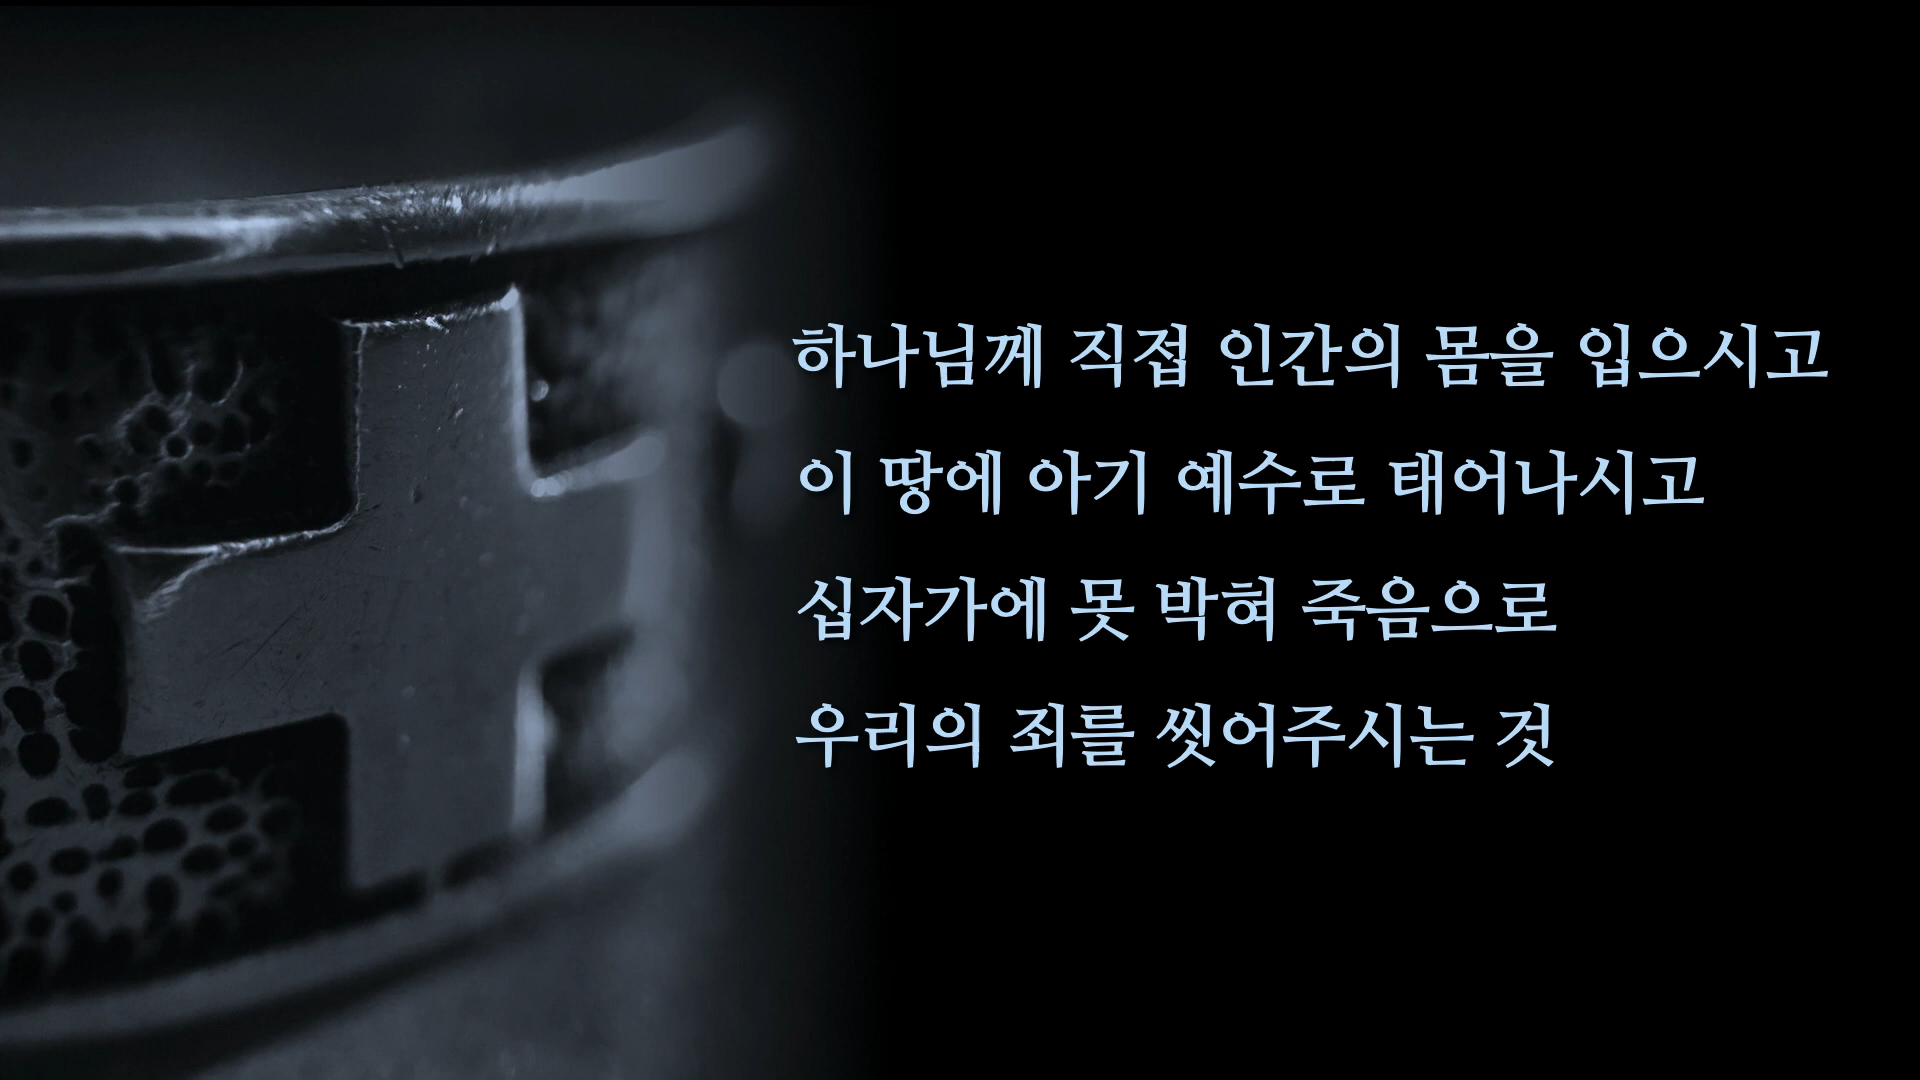 하나님께 직접 인간의 몸을 입으시고
이 땅에 아기 예수로 태어나시고
십자가에 못 박혀 죽음으로
우리의 죄를 씻어주시는 것